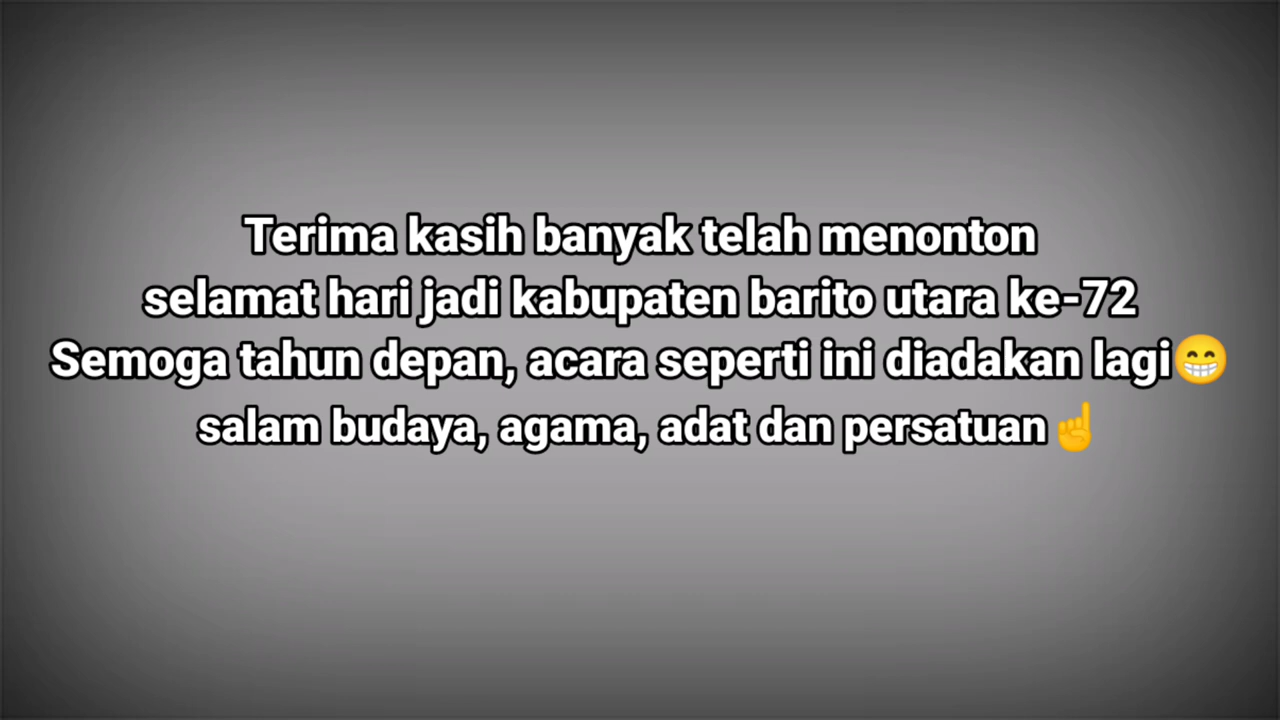 Terima kasih banyak telah menonton
selamat hari jadi kabupaten barito utara ke-72
Semoga tahun depan, acara seperti ini diadakan lagi😁
salam budaya, agama, adat dan persatuan☝️